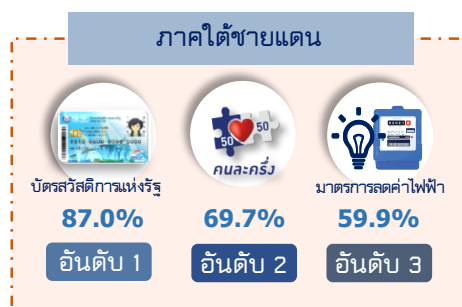 ภาคใต้ชายแดน
50 50
คนละครึ่ง
บัตรสวัสดิการแห่งรัฐ มาตรการลดค่าไฟฟ้า
87.0% 69.7% 59.9%
อันดับ 1 อันดับ 2 อันดับ 3